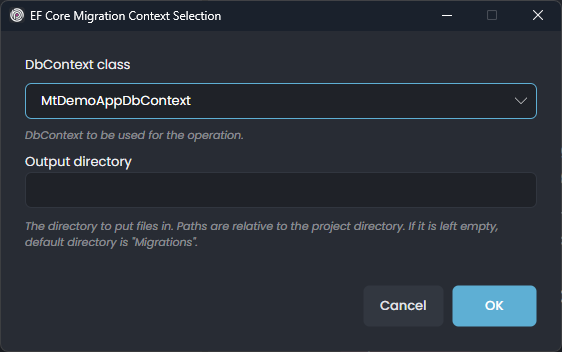 EF Core Migration Context Selection
DbContext class
MtDemoAppDbContext
DbContext to be used for the operation.
Output directory
The directory to put files in. Paths are relative to the project directory. If it is left empty,
default directory is "Migrations".
Cancel
OK